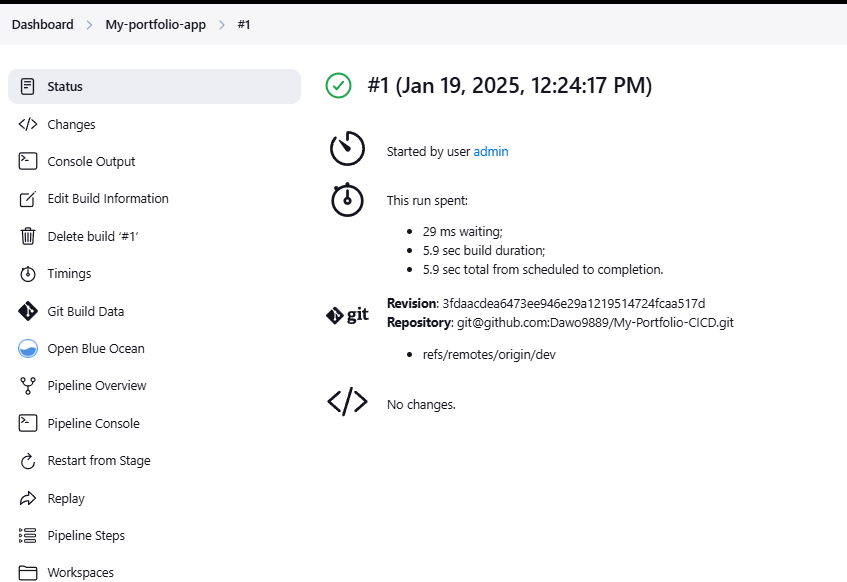 Dashboard > My-portfolio-app > #1
Status
Changes
Console Output
Edit Build Information
Delete build ‘#1’
Timings
Git Build Data
Open Blue Ocean
Pipeline Overview
Pipeline Console
Restart from Stage
Replay
Pipeline Steps
Workspaces
#1 (Jan 19, 2025, 12:24:17 PM)
Started by user admin
This run spent:
• 29 ms waiting;
• 5.9 sec build duration;
• 5.9 sec total from scheduled to completion.
git
Revision: 3fdaacdea6473ee946e29a1219514724fcaa517d
Repository: git@github.com:Dawo9889/My-Portfolio-CICD.git
• refs/remotes/origin/dev
No changes.